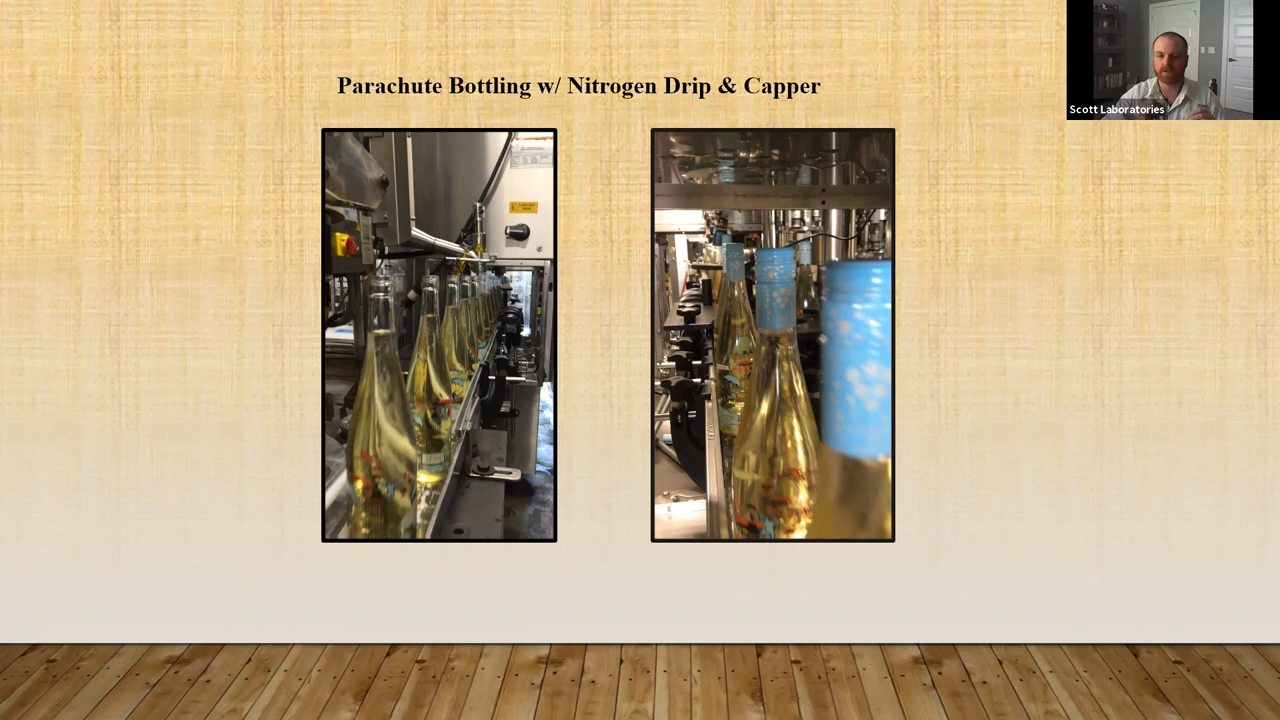 Parachute Bottling w/ Nitrogen Drip & Capper
Scott Laboratories